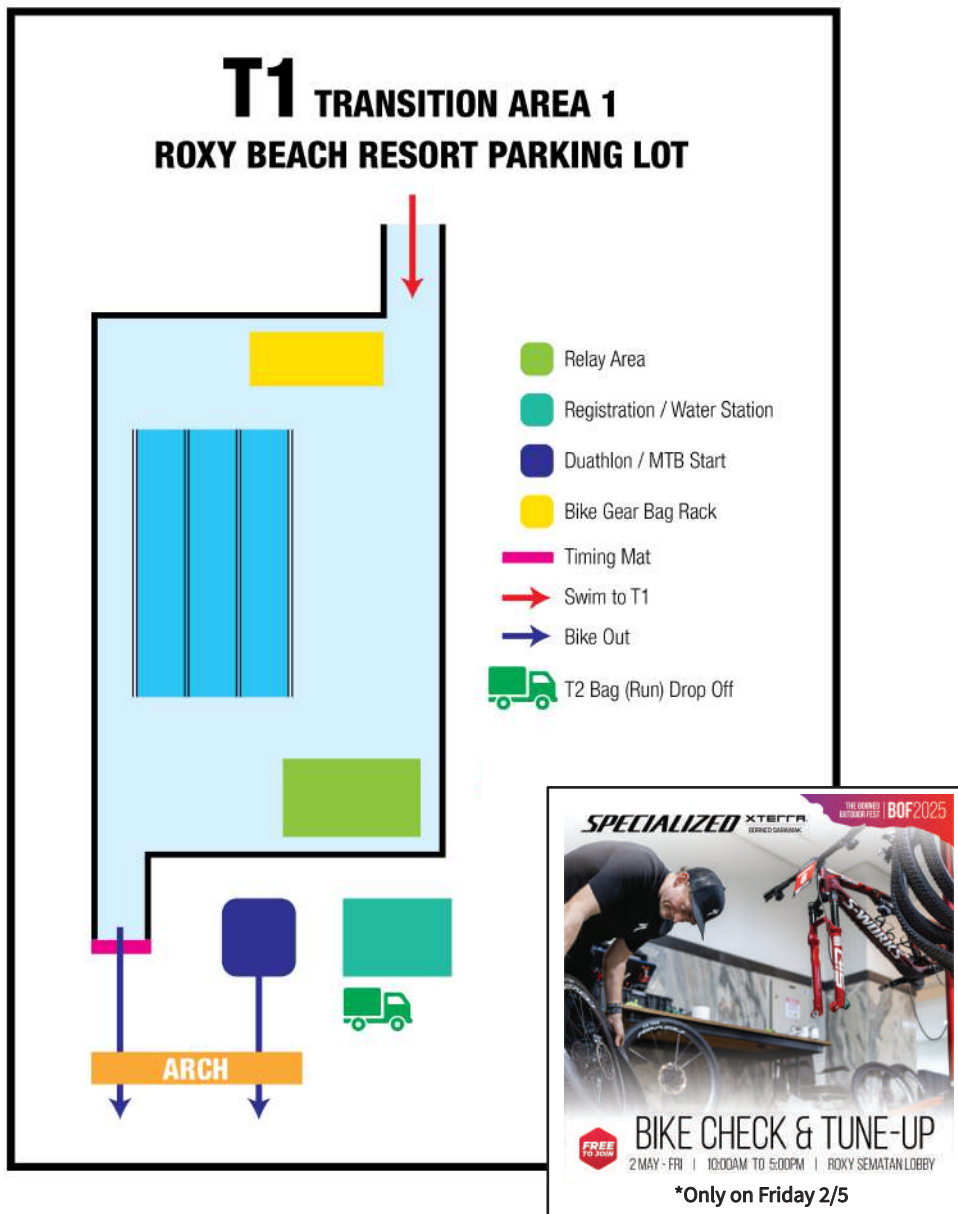 T1 TRANSITION AREA 1
ROXY BEACH RESORT PARKING LOT
Relay Area
Registration / Water Station
Duathlon / MTB Start
Bike Gear Bag Rack
Timing Mat
Swim to T1
Bike Out
T2 Bag (Run) Drop Off
ARCH
SPECIALIZED XTERRA
BORNEO SARAWAK
THE BORNEO
OUTDOOR FEST | BOF2025
S-WORKS
FREE
TO JOIN
BIKE CHECK & TUNE-UP
2 MAY - FRI | 10:00AM TO 5:00PM | ROXY SEMATAN LOBBY
*Only on Friday 2/5